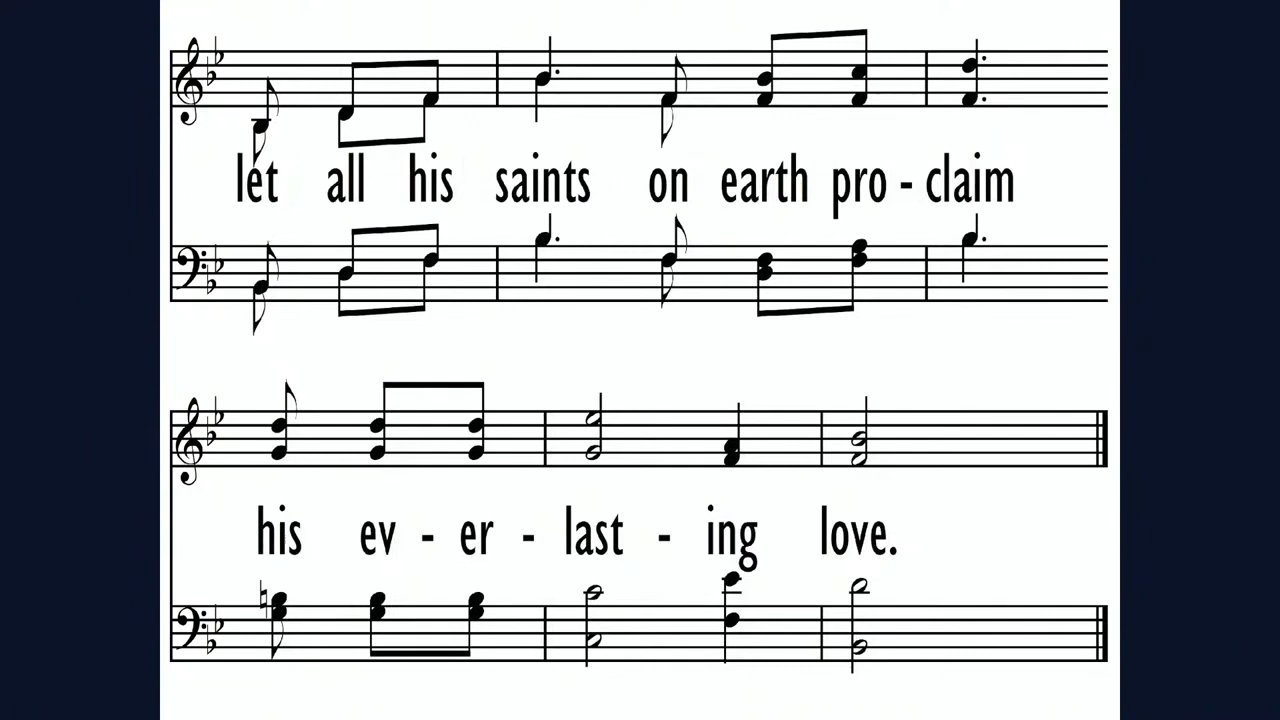 let all his saints on earth pro - claim
his ev - er - last - ing love.